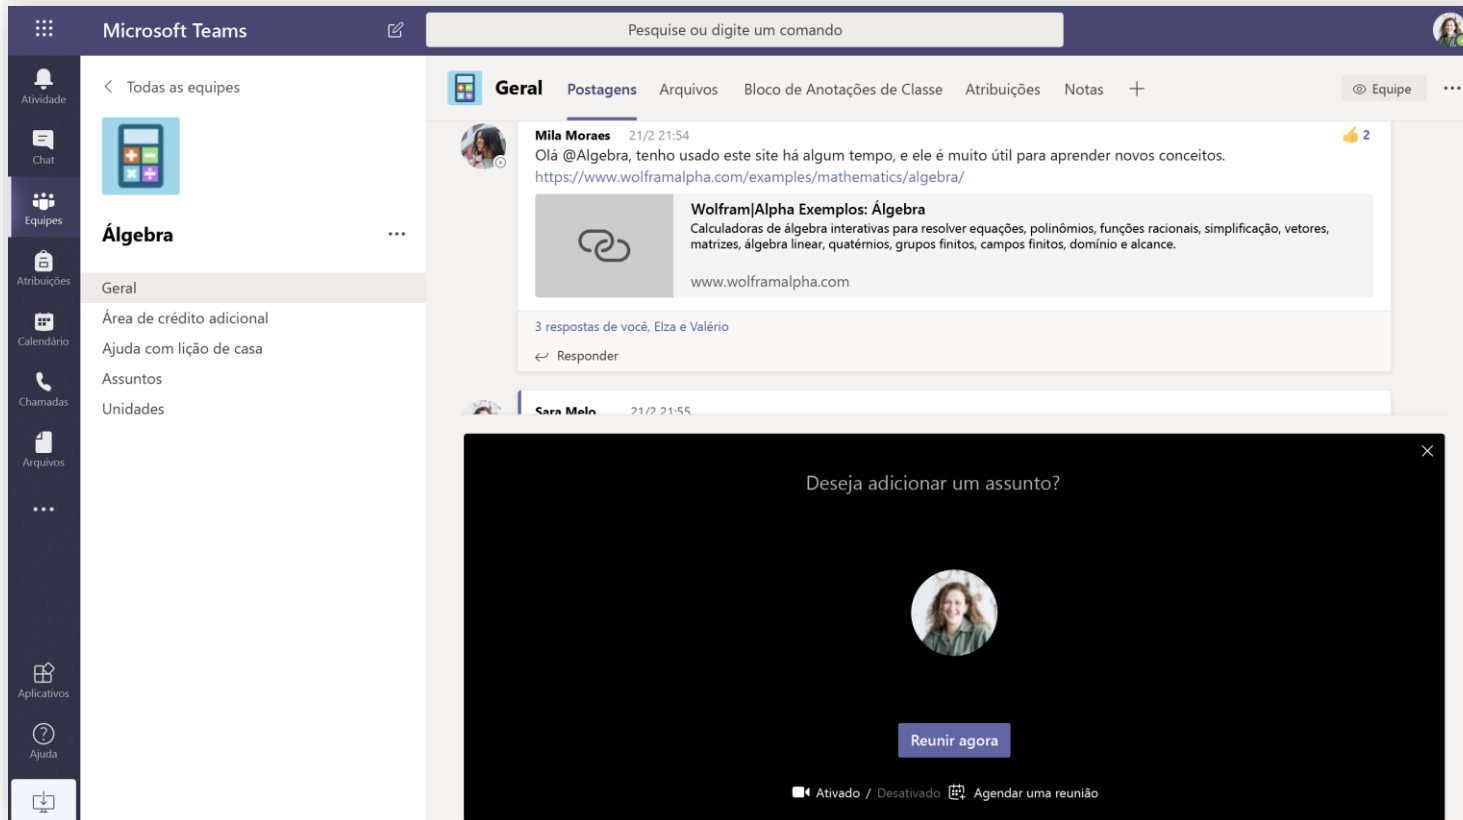 Microsoft Teams
Pesquise ou digite um comando
Atividade
Chat
Equipes
Atribuições
Calendário
Chamadas
Arquivos
Aplicativos
Ajuda
Todas as equipes
Álgebra
Geral
Área de crédito adicional
Ajuda com lição de casa
Assuntos
Unidades
Geral Postagens Arquivos Bloco de Anotações de Classe Atribuições Notas
Equipe
Mila Moraes 21/2 21:54
2
Olá @Algebra, tenho usado este site há algum tempo, e ele é muito útil para aprender novos conceitos.
https://www.wolframalpha.com/examples/mathematics/algebra/
Wolfram|Alpha Exemplos: Álgebra
Calculadoras de álgebra interativas para resolver equações, polinômios, funções racionais, simplificação, vetores,
matrizes, álgebra linear, quatérnios, grupos finitos, campos finitos, domínio e alcance.
www.wolframalpha.com
3 respostas de você, Elza e Valério
Responder
Sara Melo 21/2 21:55
Deseja adicionar um assunto?
Reunir agora
Ativado / Desativado Agendar uma reunião